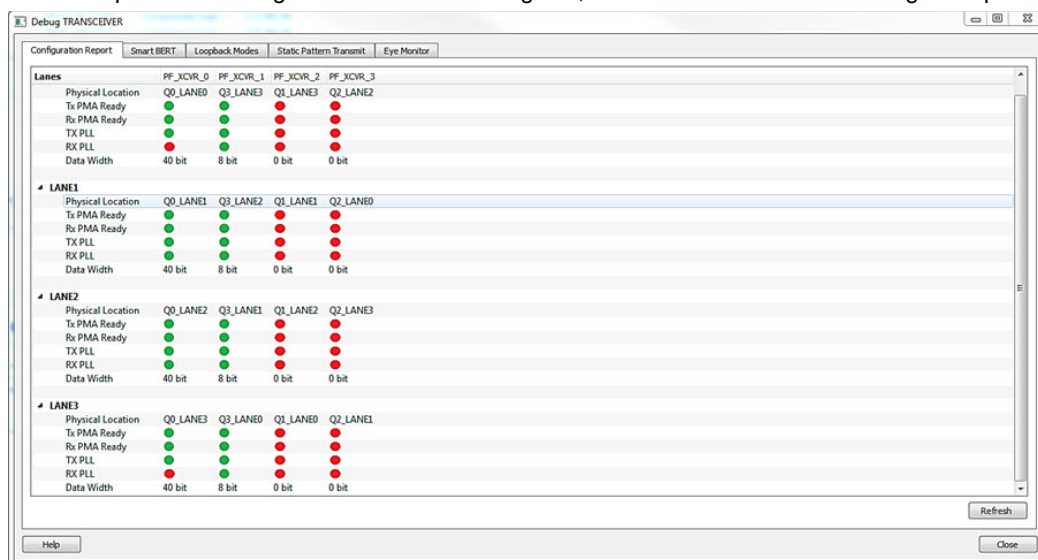 Debug TRANSCEIVER
Configuration Report Smart BERT Loopback Modes Static Pattern Transmit Eye Monitor
Lanes PF_XCVR_0 PF_XCVR_1 PF_XCVR_2 PF_XCVR_3
Physical Location Q0_LANE0 Q3_LANE3 Q1_LANE3 Q2_LANE2
Tx PMA Ready
Rx PMA Ready
TX PLL
RX PLL
Data Width 40 bit 8 bit 0 bit 0 bit
LANE1
Physical Location Q0_LANE1 Q3_LANE2 Q1_LANE1 Q2_LANE0
Tx PMA Ready
Rx PMA Ready
TX PLL
RX PLL
Data Width 40 bit 8 bit 0 bit 0 bit
LANE2
Physical Location Q0_LANE2 Q3_LANE1 Q1_LANE2 Q2_LANE3
Tx PMA Ready
Rx PMA Ready
TX PLL
RX PLL
Data Width 40 bit 8 bit 0 bit 0 bit
LANE3
Physical Location Q0_LANE3 Q3_LANE0 Q1_LANE0 Q2_LANE1
Tx PMA Ready
Rx PMA Ready
TX PLL
RX PLL
Data Width 40 bit 8 bit 0 bit 0 bit
Refresh
Help Close